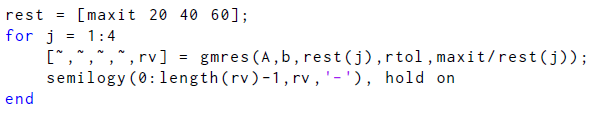 rest = [maxit 20 40 60];
for j = 1:4
    [~,~,~,~,rv] = gmres(A,b,rest(j),rtol,maxit/rest(j));
    semilogy(0:length(rv)-1,rv,'-'), hold on
end